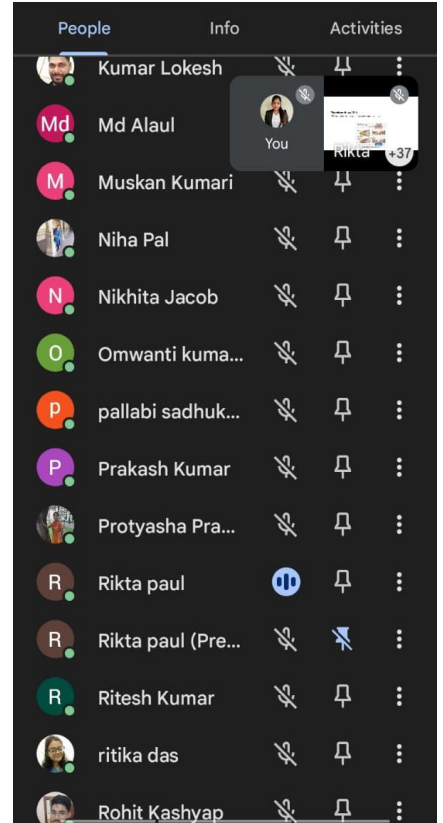 People Info Activities
Kumar Lokesh
Md Md Alaul
You
Rikta +37
M Muskan Kumari
Niha Pal
N Nikhita Jacob
O Omwanti kuma...
p pallabi sadhuk...
P Prakash Kumar
Protyasha Pra...
R Rikta paul
R Rikta paul (Pre...
R Ritesh Kumar
ritika das
Rohit Kashyap